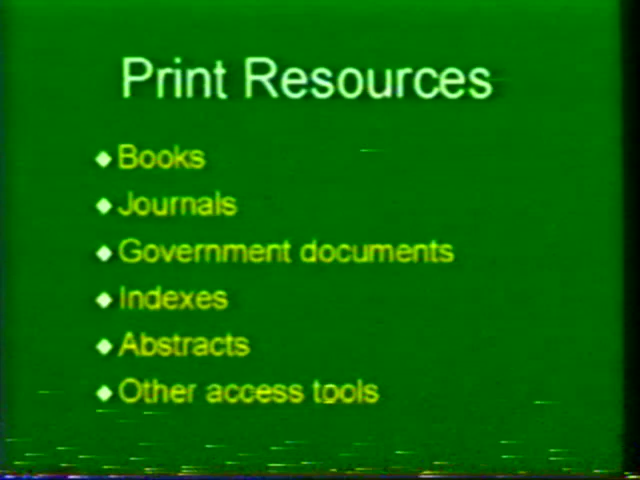 Print Resources
Books
Journals
Government documents
Indexes
Abstracts
Other access tools